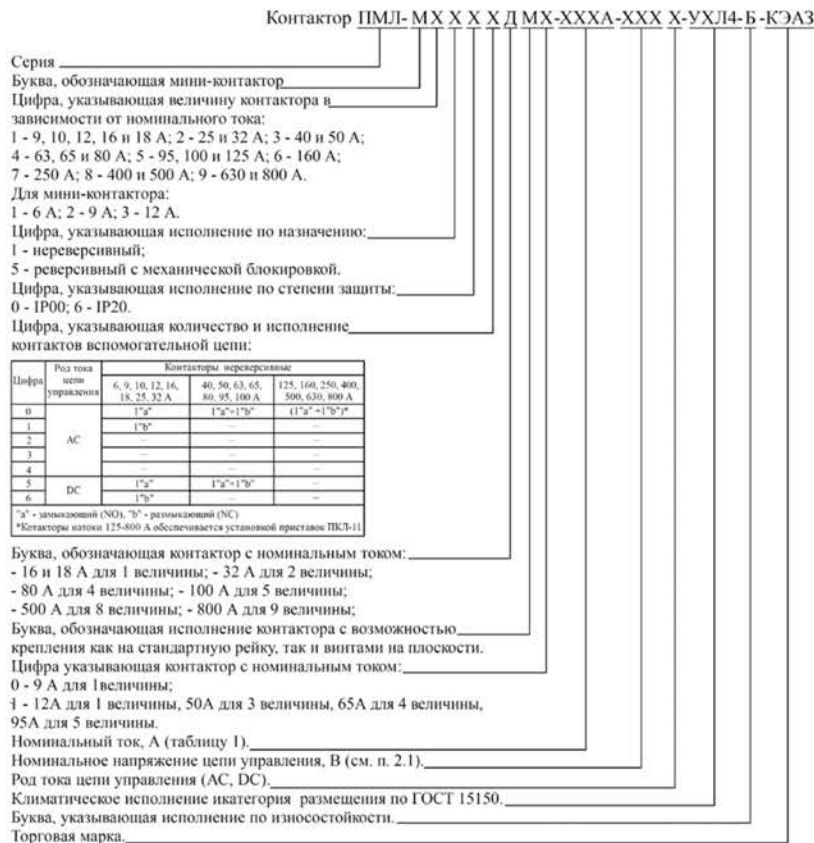 Контактор ПМЛ-МХ Х Х Х Д МХ-ХХХА-ХХХ Х-УХЛ4-Б-КЭАЗ
Серия
Буква, обозначающая мини-контактор
Цифра, указывающая величину контактора в
зависимости от номинального тока:
1 - 9, 10, 12, 16 и 18 А; 2 - 25 и 32 А; 3 - 40 и 50 А;
4 - 63, 65 и 80 А; 5 - 95, 100 и 125 А; 6 - 160 А;
7 - 250 А; 8 - 400 и 500 А; 9 - 630 и 800 А.
Для мини-контактора:
1 - 6 А; 2 - 9 А; 3 - 12 А.
Цифра, указывающая исполнение по назначению:
1 - нереверсивный;
5 - реверсивный с механической блокировкой.
Цифра, указывающая исполнение по степени защиты:
0 - IP00; 6 - IP20.
Цифра, указывающая количество и исполнение
контактов вспомогательной цепи:
Цифра Род тока цепи управления Контакторы нереверсивные
6, 9, 10, 12, 16, 18, 25, 32 А 40, 50, 63, 65, 80, 95, 100 А 125, 160, 250, 400, 500, 630, 800 А
0 АС 1"a" 1"a"+1"b" (1"a" +1"b")*
1 1"b" – –
2 – – –
3 – – –
4 – – –
5 DC 1"a" 1"a"+1"b" –
6 1"b" – –
"a" - замыкающий (NO), "b" - размыкающий (NC)
*Котакторы натоки 125-800 А обеспечивается установкой приставок ПКЛ-11
Буква, обозначающая контактор с номинальным током:
- 16 и 18 А для 1 величины; - 32 А для 2 величины;
- 80 А для 4 величины; - 100 А для 5 величины;
- 500 А для 8 величины; - 800 А для 9 величины;
Буква, обозначающая исполнение контактора с возможностью
крепления как на стандартную рейку, так и винтами на плоскости.
Цифра указывающая контактор с номинальным током:
0 - 9 А для 1величины;
1 - 12А для 1 величины, 50А для 3 величины, 65А для 4 величины,
95А для 5 величины.
Номинальный ток, А (таблицу 1).
Номинальное напряжение цепи управления, В (см. п. 2.1).
Род тока цепи управления (АС, DC).
Климатическое исполнение икатегория размещения по ГОСТ 15150.
Буква, указывающая исполнение по износостойкости.
Торговая марка.